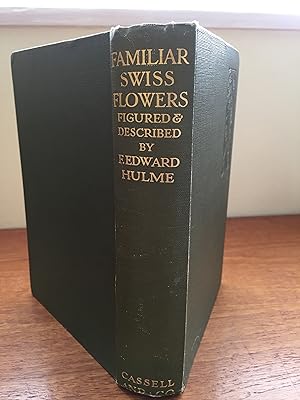 FAMILIAR
SWISS
FLOWERS
FIGURED &
DESCRIBED
BY
F.EDWARD
HULME
CASSELL
AND·CO